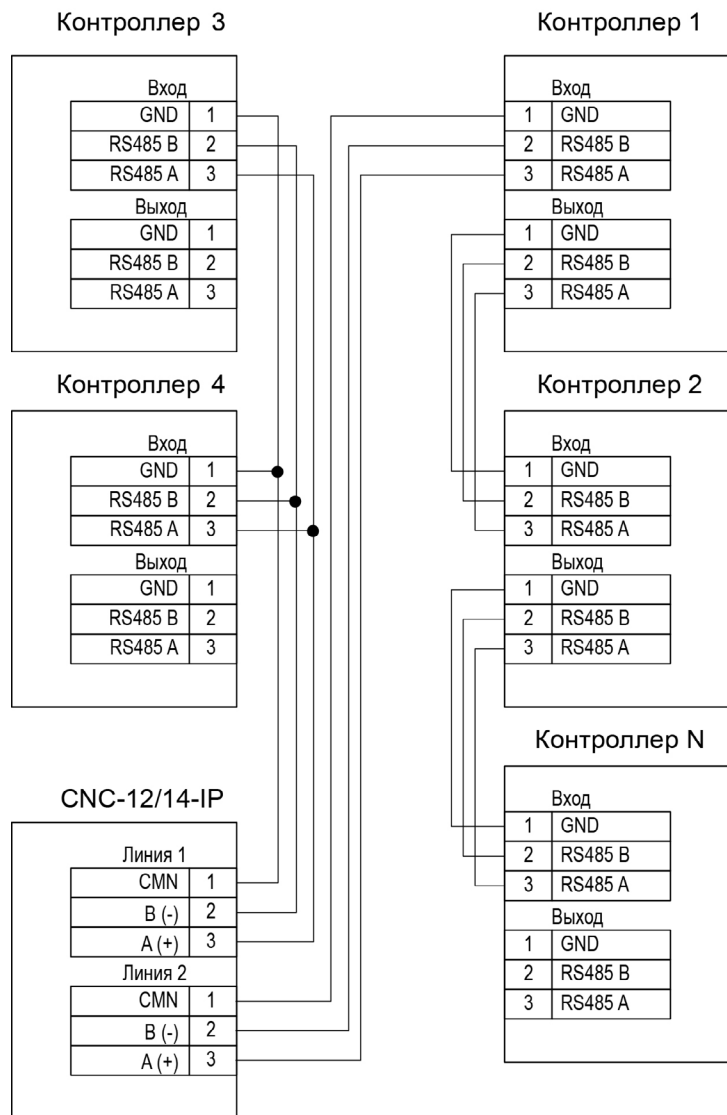 Контроллер 3
Вход
GND 1
RS485 B 2
RS485 A 3
Выход
GND 1
RS485 B 2
RS485 A 3
Контроллер 4
Вход
GND 1
RS485 B 2
RS485 A 3
Выход
GND 1
RS485 B 2
RS485 A 3
CNC-12/14-IP
Линия 1
CMN 1
B (-) 2
A (+) 3
Линия 2
CMN 1
B (-) 2
A (+) 3
Контроллер 1
Вход
1 GND
2 RS485 B
3 RS485 A
Выход
1 GND
2 RS485 B
3 RS485 A
Контроллер 2
Вход
1 GND
2 RS485 B
3 RS485 A
Выход
1 GND
2 RS485 B
3 RS485 A
Контроллер N
Вход
1 GND
2 RS485 B
3 RS485 A
Выход
1 GND
2 RS485 B
3 RS485 A